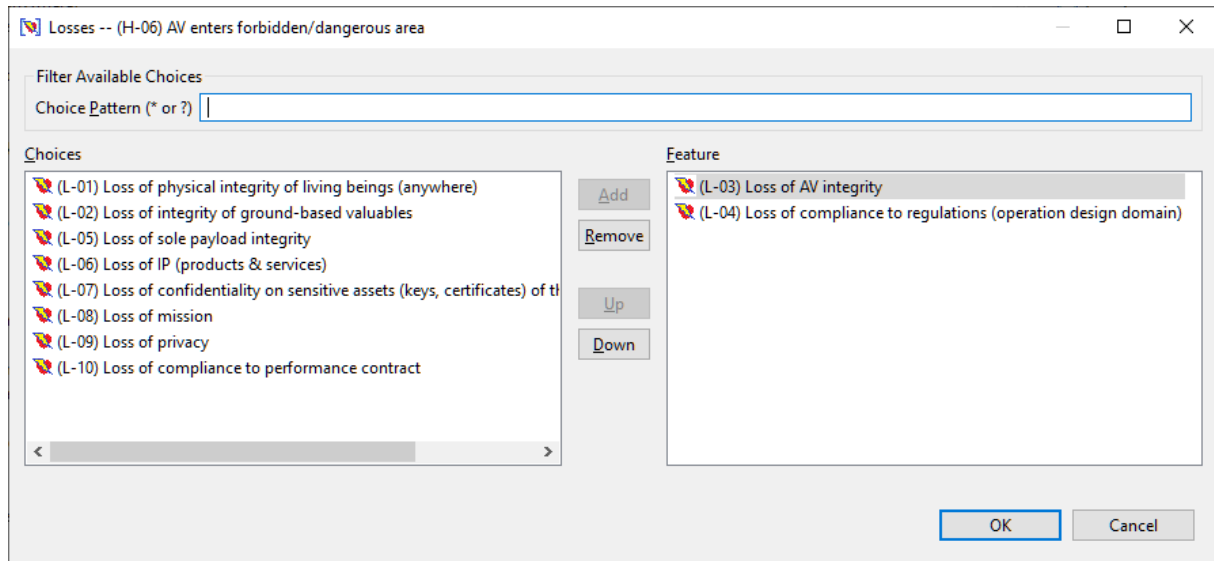 Losses -- (H-06) AV enters forbidden/dangerous area
Filter Available Choices
Choice Pattern (* or ?)
Choices
(L-01) Loss of physical integrity of living beings (anywhere)
(L-02) Loss of integrity of ground-based valuables
(L-05) Loss of sole payload integrity
(L-06) Loss of IP (products & services)
(L-07) Loss of confidentiality on sensitive assets (keys, certificates) of
(L-08) Loss of mission
(L-09) Loss of privacy
(L-10) Loss of compliance to performance contract
Add
Remove
Up
Down
Feature
(L-03) Loss of AV integrity
(L-04) Loss of compliance to regulations (operation design domain)
OK
Cancel